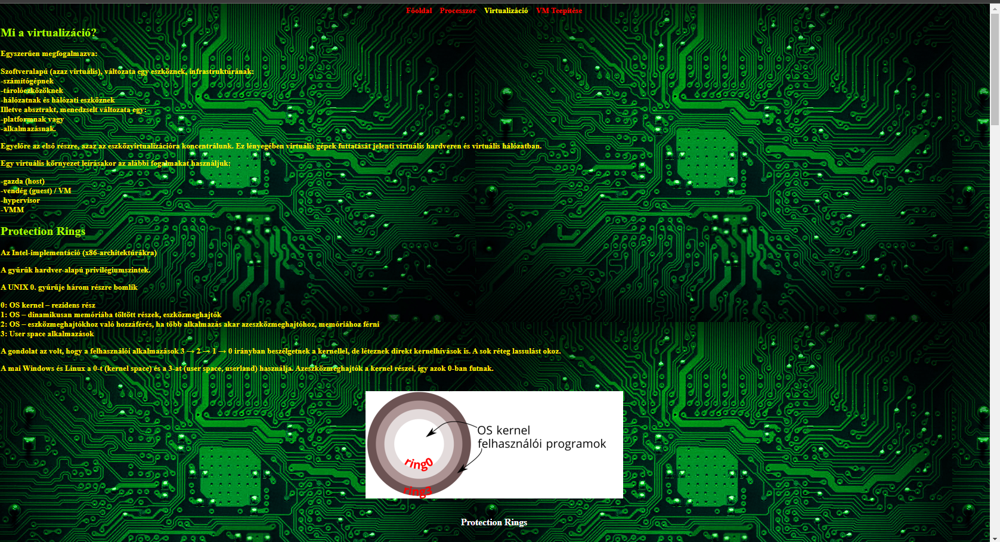 Főoldal Processzor Virtualizáció VM Teepítése
Mi a virtualizáció?
Egyszerűen megfogalmazva:
Szoftveralapú (azaz virtuális), változata egy eszköznek, infrastruktúrának:
-számítógépnek
-tárolóezközöknek
-hálózatnak és hálózati eszköznek
Illetve absztrakt, menedzselt változata egy:
-platformnak vagy
-alkalmazásnak.
Egyelőre az első részre, azaz az eszközvirtualizációra koncentrálunk. Ez lényegében virtuális gépek futtatását jelenti virtuális hardveren és virtuális hálózatban.
Egy virtuális környezet leírásakor az alábbi fogalmakat használjuk:
-gazda (host)
-vendég (guest) / VM
-hypervisor
-VMM
Protection Rings
Az Intel-implementáció (x86-architektúrákra)
A gyűrűk hardver-alapú privilégiumszintek.
A UNIX 0. gyűrűje három részre bomlik
0: OS kernel – rezidens rész
1: OS – dinamikusan memóriába töltött részek, eszközmeghajtók
2: OS – eszközmeghajtókhoz való hozzáférés, ha több alkalmazás akar azeszközmeghajtóhoz, memóriához férni
3: User space alkalmazások
A gondolat az volt, hogy a felhasználói alkalmazások 3 → 2 → 1 → 0 irányban beszélgetnek a kernellel, de léteznek direkt kernelhívások is. A sok réteg lassulást okoz.
A mai Windows és Linux a 0-t (kernel space) és a 3-at (user space, userland) használja. Azeszközmeghajtók a kernel részei, így azok 0-ban futnak.
OS kernel
felhasználói programok
ring0
ring3
Protection Rings